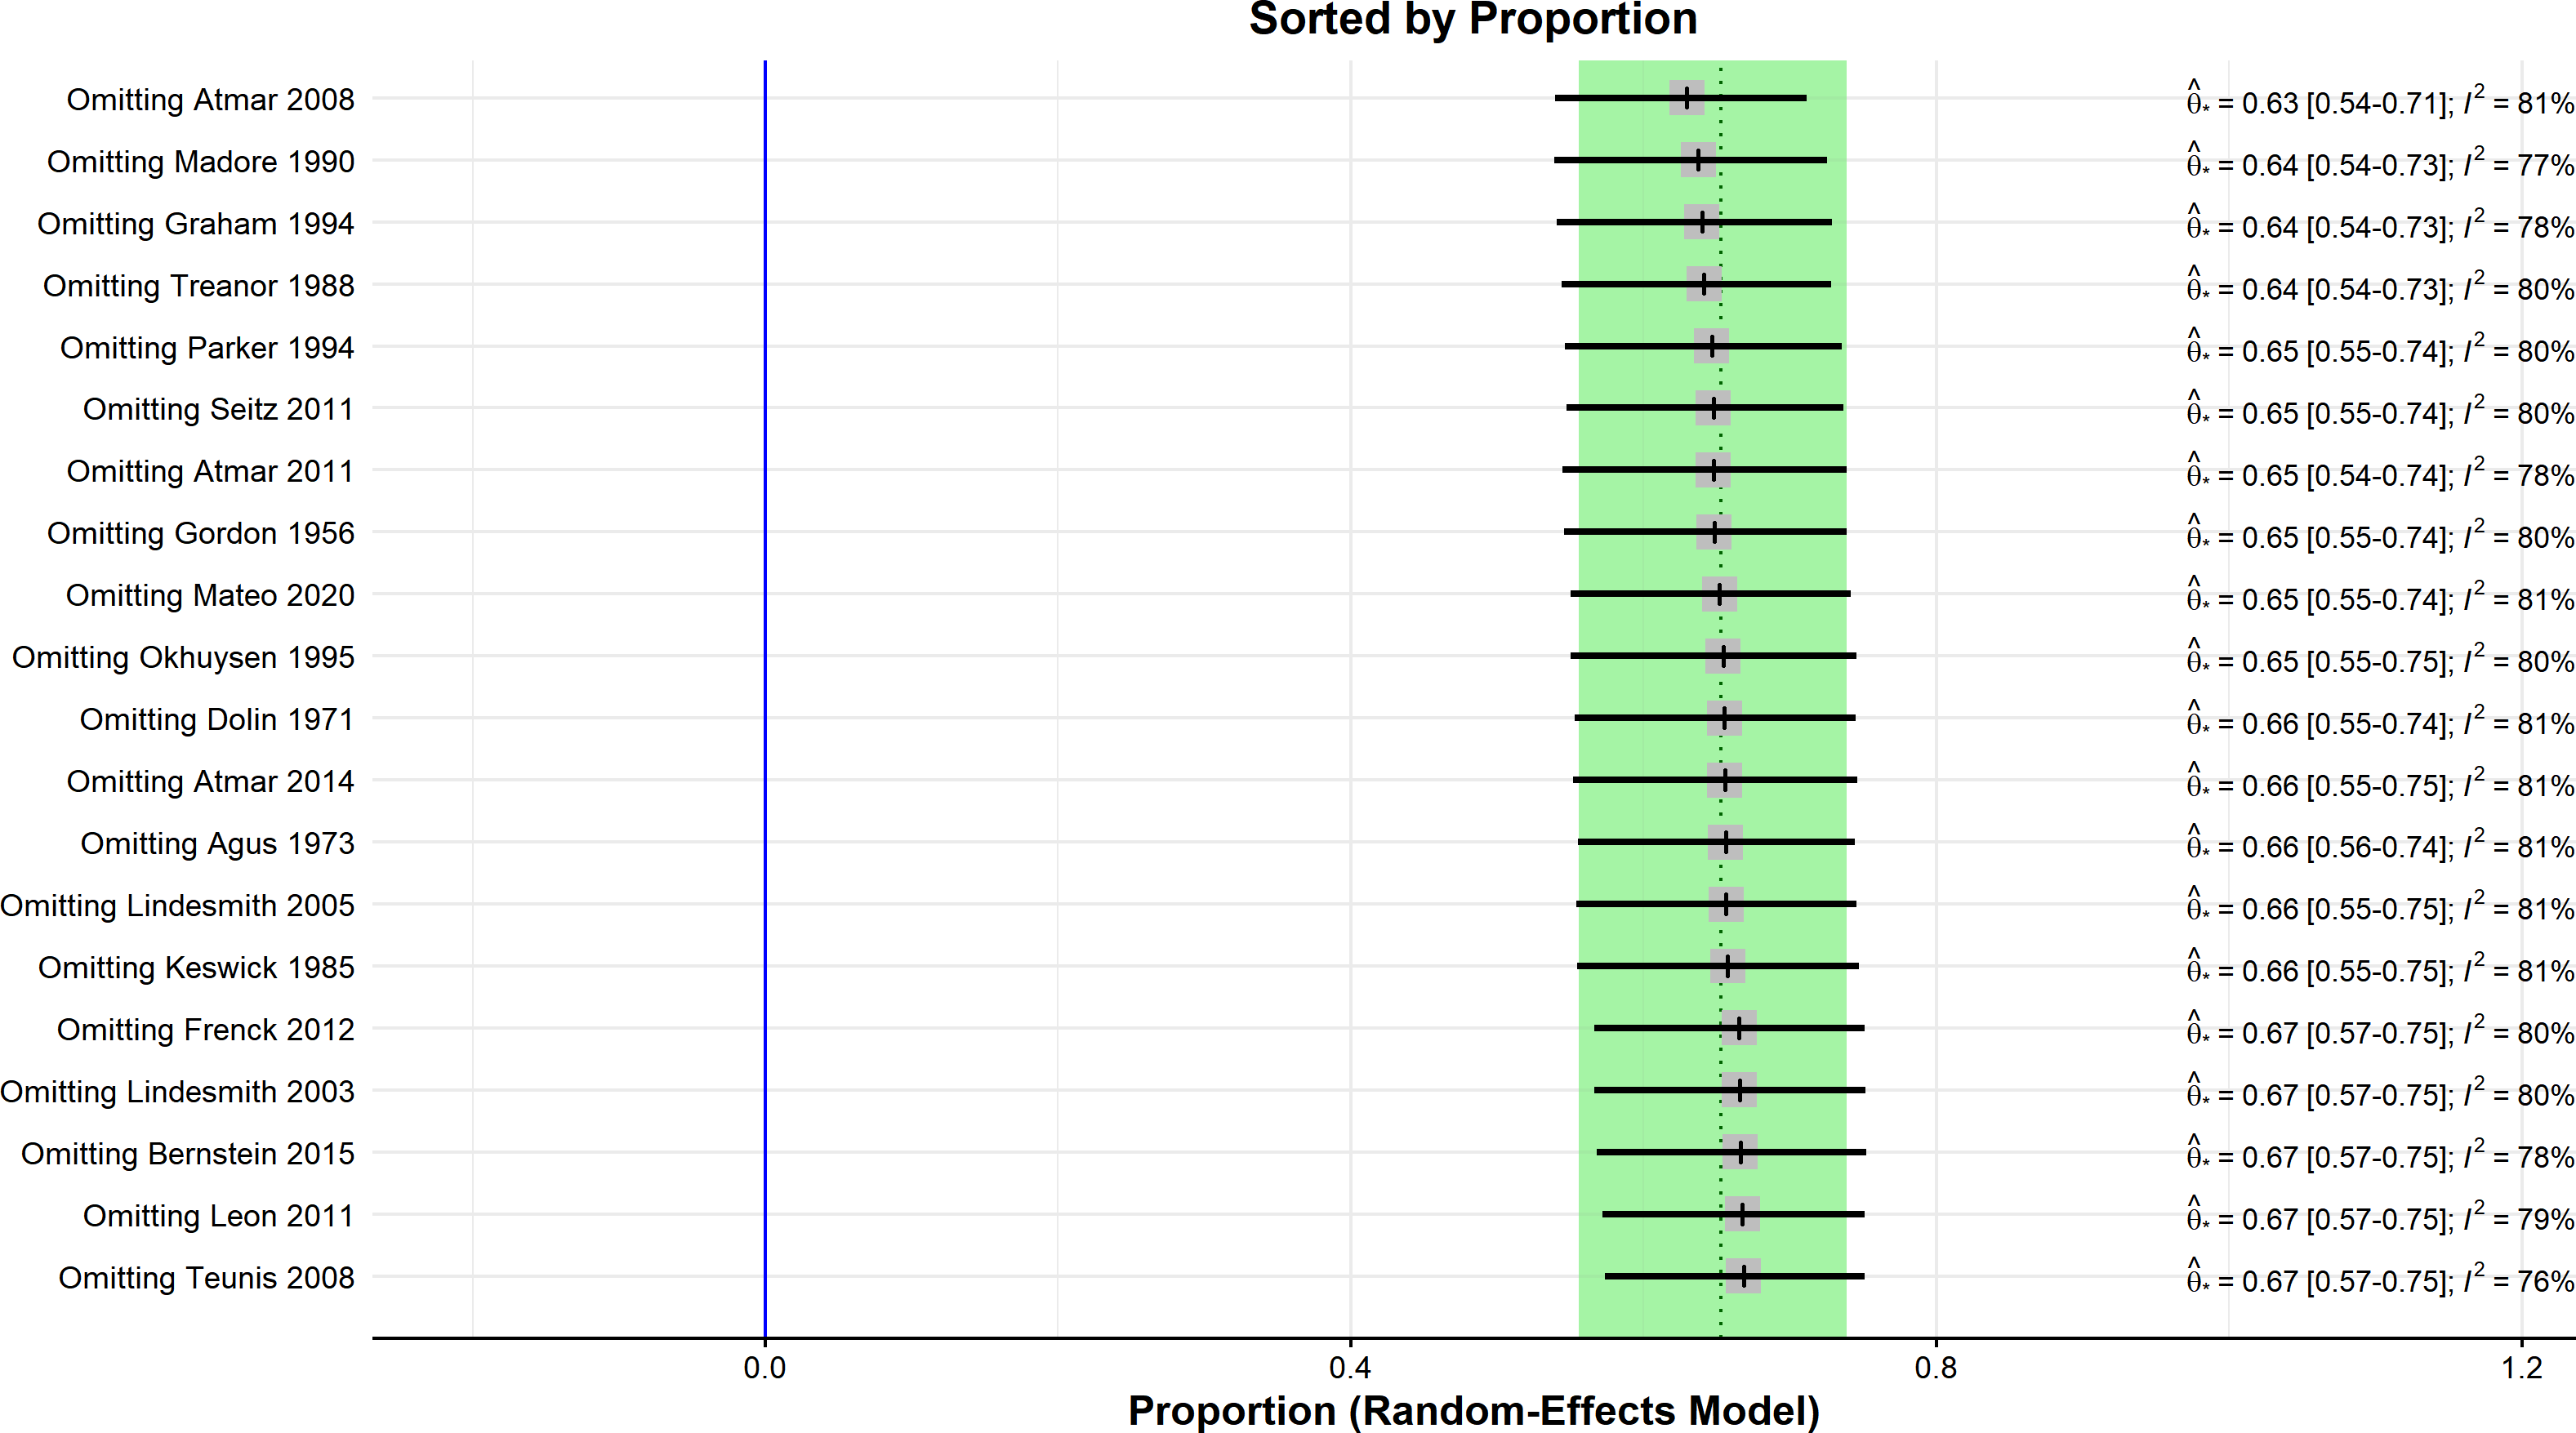 Sorted by Proportion
Omitting Atmar 2008 θ̂* = 0.63 [0.54-0.71]; I² = 81%
Omitting Madore 1990 θ̂* = 0.64 [0.54-0.73]; I² = 77%
Omitting Graham 1994 θ̂* = 0.64 [0.54-0.73]; I² = 78%
Omitting Treanor 1988 θ̂* = 0.64 [0.54-0.73]; I² = 80%
Omitting Parker 1994 θ̂* = 0.65 [0.55-0.74]; I² = 80%
Omitting Seitz 2011 θ̂* = 0.65 [0.55-0.74]; I² = 80%
Omitting Atmar 2011 θ̂* = 0.65 [0.54-0.74]; I² = 78%
Omitting Gordon 1956 θ̂* = 0.65 [0.55-0.74]; I² = 80%
Omitting Mateo 2020 θ̂* = 0.65 [0.55-0.74]; I² = 81%
Omitting Okhuysen 1995 θ̂* = 0.65 [0.55-0.75]; I² = 80%
Omitting Dolin 1971 θ̂* = 0.66 [0.55-0.74]; I² = 81%
Omitting Atmar 2014 θ̂* = 0.66 [0.55-0.75]; I² = 81%
Omitting Agus 1973 θ̂* = 0.66 [0.56-0.74]; I² = 81%
Omitting Lindesmith 2005 θ̂* = 0.66 [0.55-0.75]; I² = 81%
Omitting Keswick 1985 θ̂* = 0.66 [0.55-0.75]; I² = 81%
Omitting Frenck 2012 θ̂* = 0.67 [0.57-0.75]; I² = 80%
Omitting Lindesmith 2003 θ̂* = 0.67 [0.57-0.75]; I² = 80%
Omitting Bernstein 2015 θ̂* = 0.67 [0.57-0.75]; I² = 78%
Omitting Leon 2011 θ̂* = 0.67 [0.57-0.75]; I² = 79%
Omitting Teunis 2008 θ̂* = 0.67 [0.57-0.75]; I² = 76%
0.0 0.4 0.8 1.2
Proportion (Random-Effects Model)